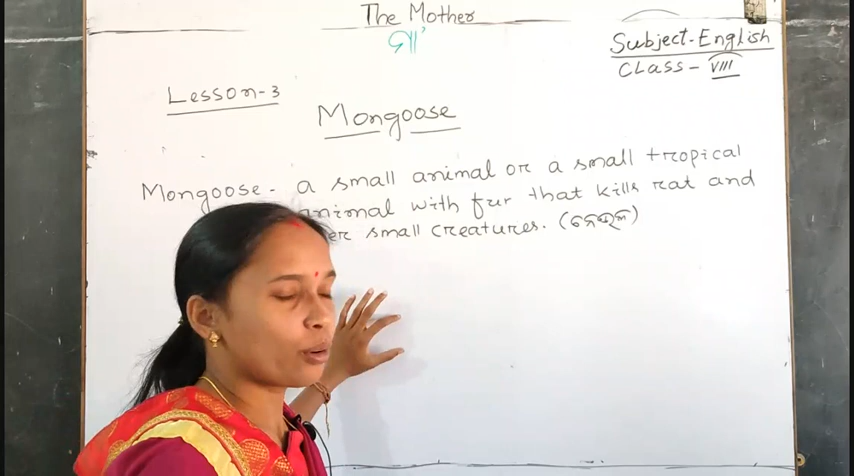 The Mother
ମା
Subject-English
Class- VIII
Lesson-3
Mongoose
Mongoose - a small animal or a small tropical
animal with fur that kills rat and
small creatures. (ନେଉଳ)